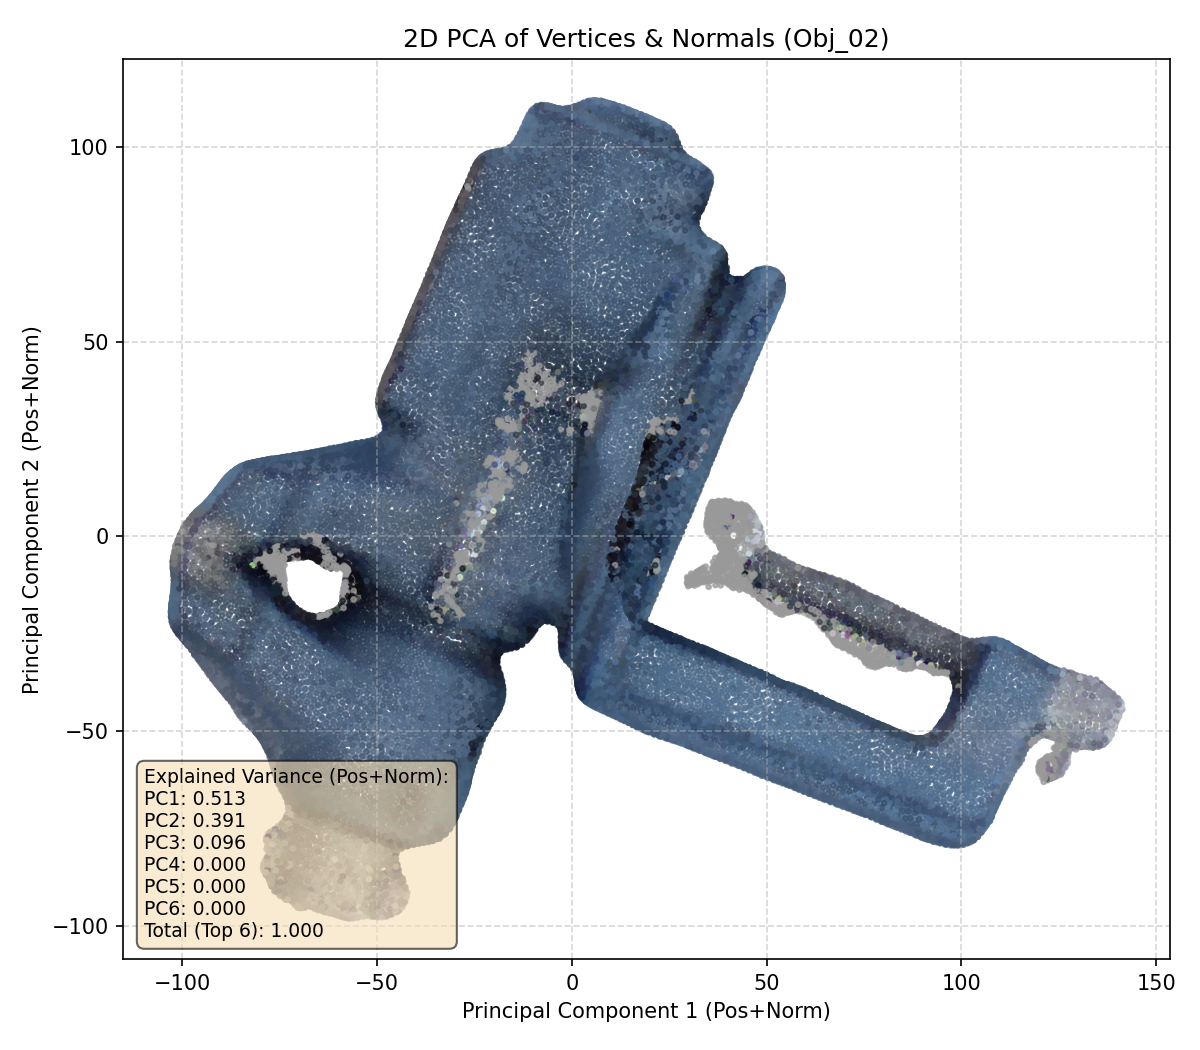 2D PCA of Vertices & Normals (Obj_02)
100
50
0
−50
−100
Principal Component 2 (Pos+Norm)
Explained Variance (Pos+Norm):
PC1: 0.513
PC2: 0.391
PC3: 0.096
PC4: 0.000
PC5: 0.000
PC6: 0.000
Total (Top 6): 1.000
−100 −50 0 50 100 150
Principal Component 1 (Pos+Norm)